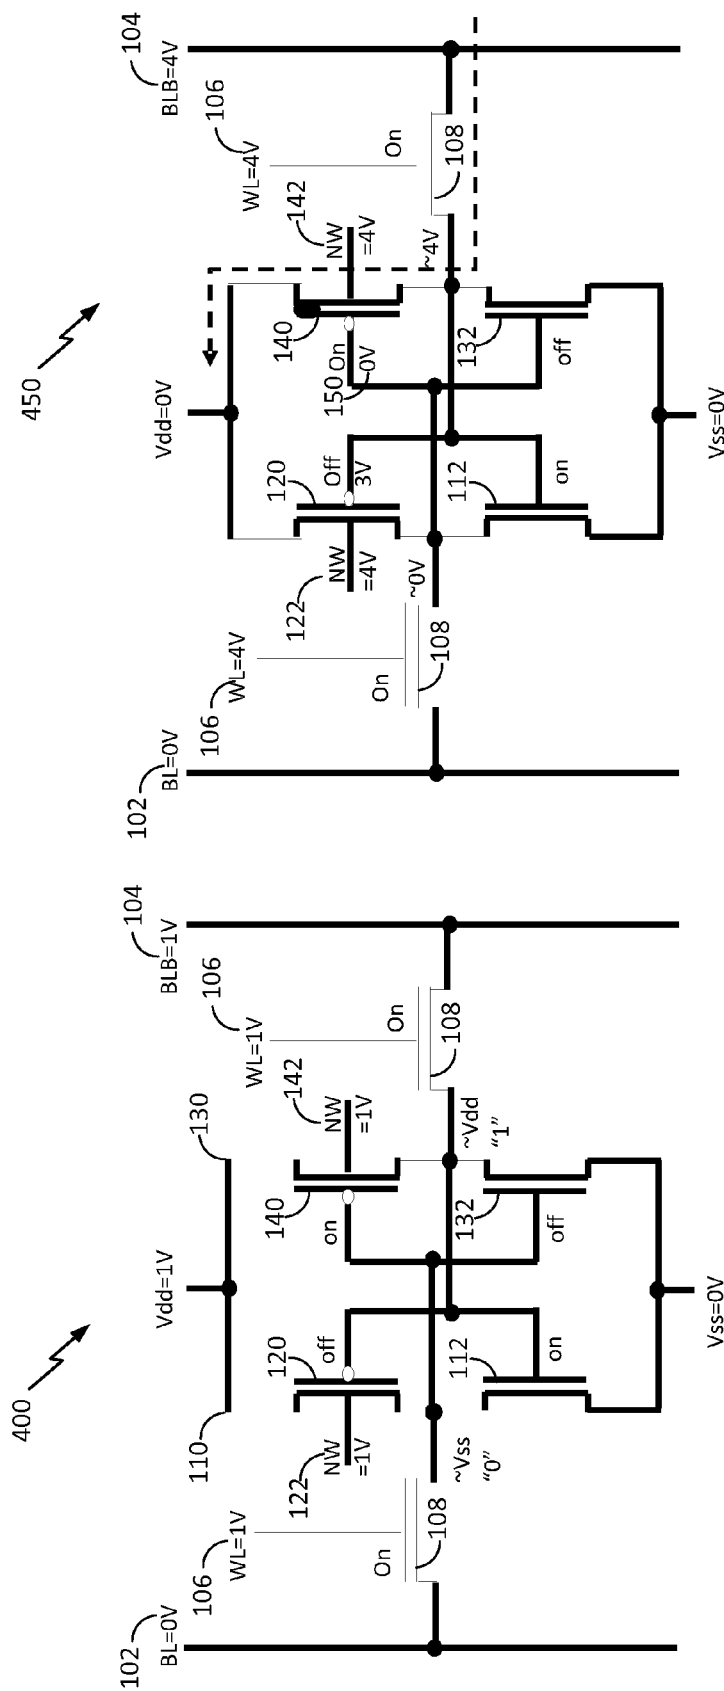 400
102
BL=0V
106
WL=1V
On
108
110
Vdd=1V
130
122
NW
=1V
120
off
on
140
142
NW
=1V
106
WL=1V
On
108
104
BLB=1V
~Vss
"0"
~Vdd
"1"
112
on
off
132
Vss=0V
450
102
BL=0V
106
WL=4V
On
108
Vdd=0V
122
NW
=4V
120
Off
3V
150
On
0V
140
142
NW
=4V
106
WL=4V
On
108
104
BLB=4V
~0V
~4V
112
on
off
132
Vss=0V